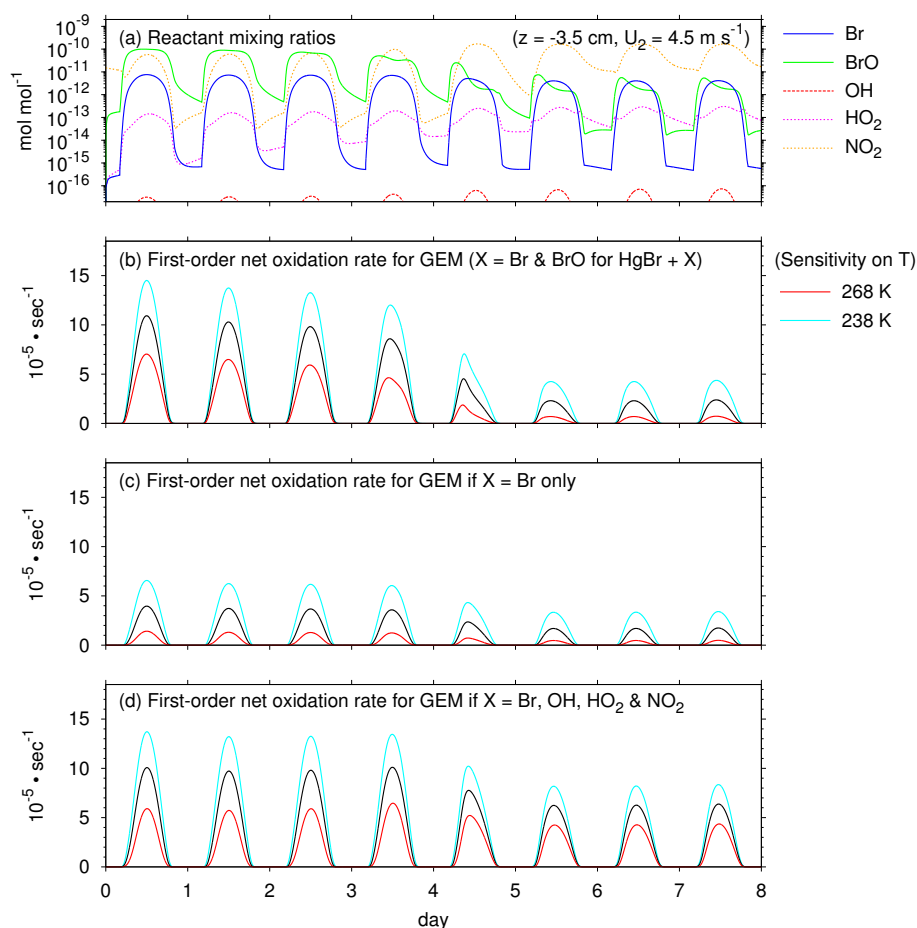 (a) Reactant mixing ratios (z = -3.5 cm, U₂ = 4.5 m s⁻¹)
10⁻⁹
10⁻¹⁰
10⁻¹¹
10⁻¹²
10⁻¹³
10⁻¹⁴
10⁻¹⁵
10⁻¹⁶
mol mol⁻¹
Br
BrO
OH
HO₂
NO₂
(b) First-order net oxidation rate for GEM (X = Br & BrO for HgBr + X)
15
10
5
0
10⁻⁵ • sec⁻¹
(Sensitivity on T)
268 K
238 K
(c) First-order net oxidation rate for GEM if X = Br only
15
10
5
0
10⁻⁵ • sec⁻¹
(d) First-order net oxidation rate for GEM if X = Br, OH, HO₂ & NO₂
15
10
5
0
10⁻⁵ • sec⁻¹
0 1 2 3 4 5 6 7 8
day